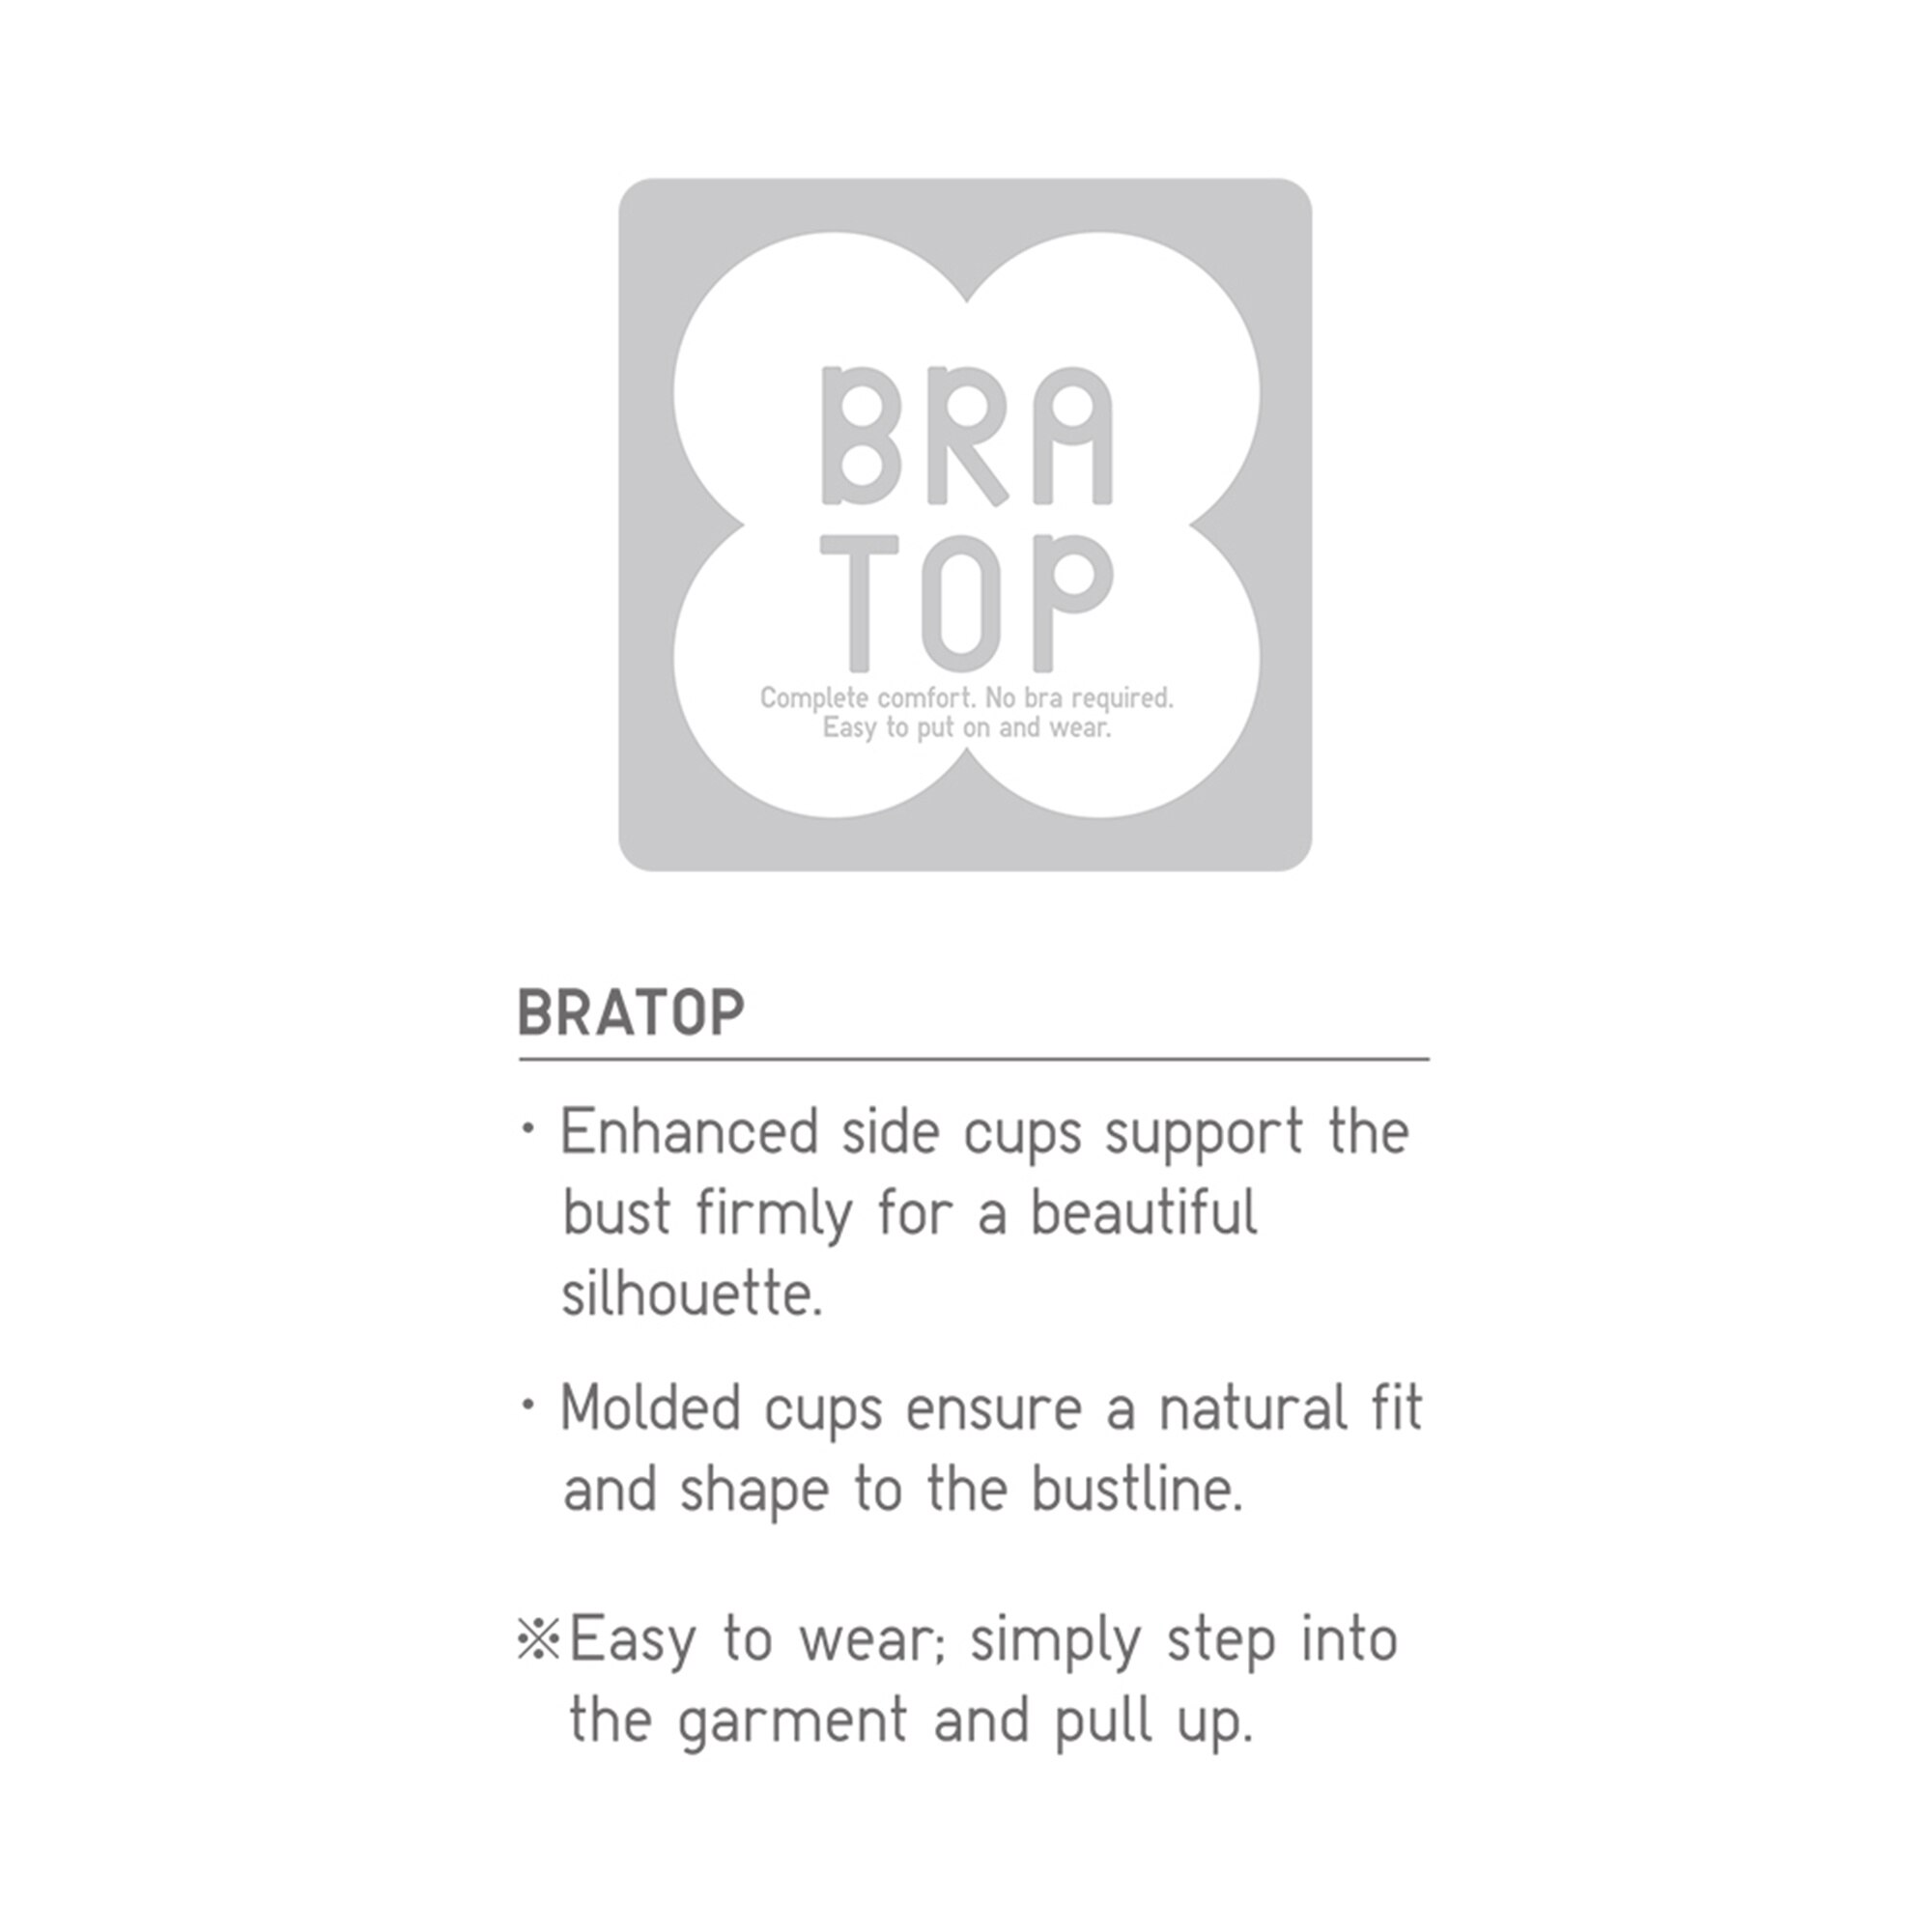 BRA
TOP
Complete comfort. No bra required.
Easy to put on and wear.
BRATOP
・Enhanced side cups support the
bust firmly for a beautiful
silhouette.
・Molded cups ensure a natural fit
and shape to the bustline.
※Easy to wear; simply step into
the garment and pull up.